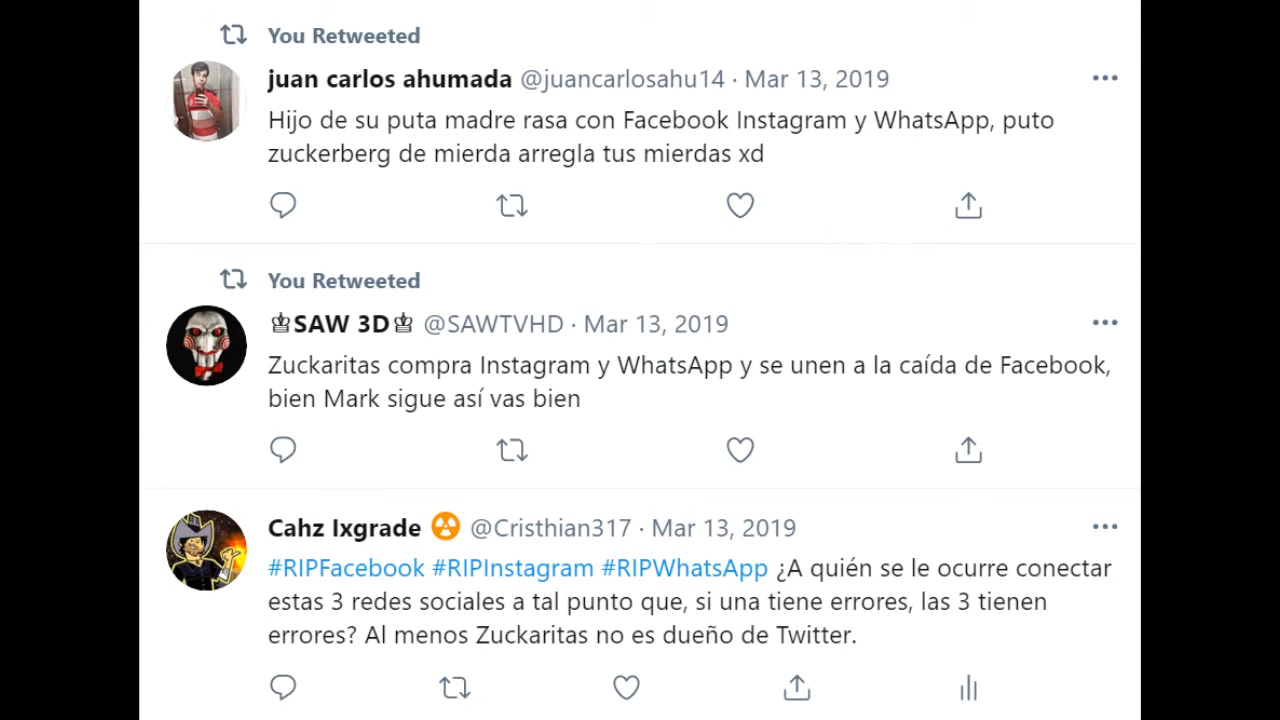 You Retweeted
juan carlos ahumada @juancarlosahu14 · Mar 13, 2019
Hijo de su puta madre rasa con Facebook Instagram y WhatsApp, puto
zuckerberg de mierda arregla tus mierdas xd
You Retweeted
♔SAW 3D♔ @SAWTVHD · Mar 13, 2019
Zuckaritas compra Instagram y WhatsApp y se unen a la caída de Facebook,
bien Mark sigue así vas bien
Cahz Ixgrade ☢ @Cristhian317 · Mar 13, 2019
#RIPFacebook #RIPInstagram #RIPWhatsApp ¿A quién se le ocurre conectar
estas 3 redes sociales a tal punto que, si una tiene errores, las 3 tienen
errores? Al menos Zuckaritas no es dueño de Twitter.